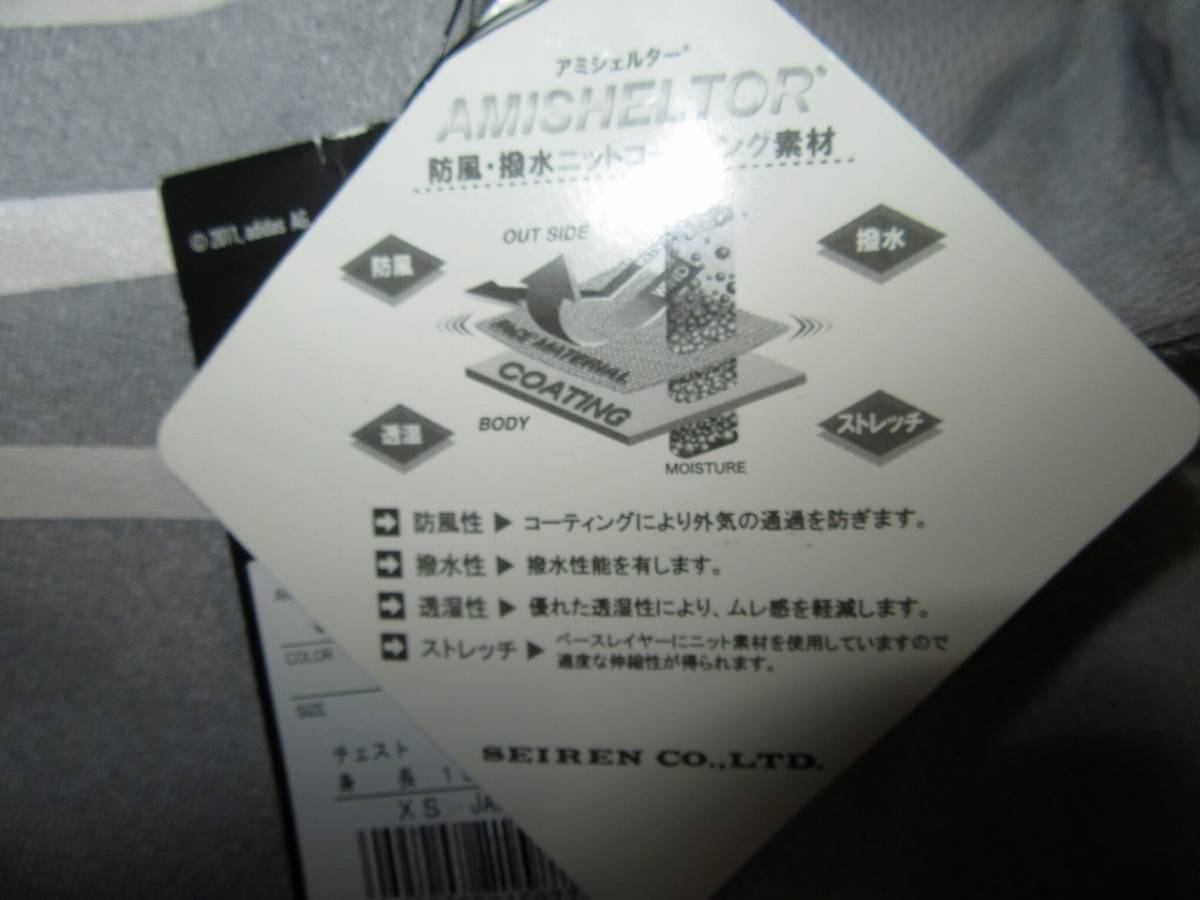 アミシェルター®
AMISHELTOR®
防風・撥水ニットコーティング素材
© 2011, adidas AG
OUT SIDE
防風
撥水
BASE MATERIAL
COATING
透湿
BODY
ストレッチ
MOISTURE
防風性 ▶ コーティングにより外気の通過を防ぎます。
撥水性 ▶ 撥水性能を有します。
透湿性 ▶ 優れた透湿性により、ムレ感を軽減します。
ストレッチ ▶ ベースレイヤーにニット素材を使用していますので
適度な伸縮性が得られます。
COLOR
SIZE
チェスト
身 長 1
XS
SEIREN CO.,LTD.